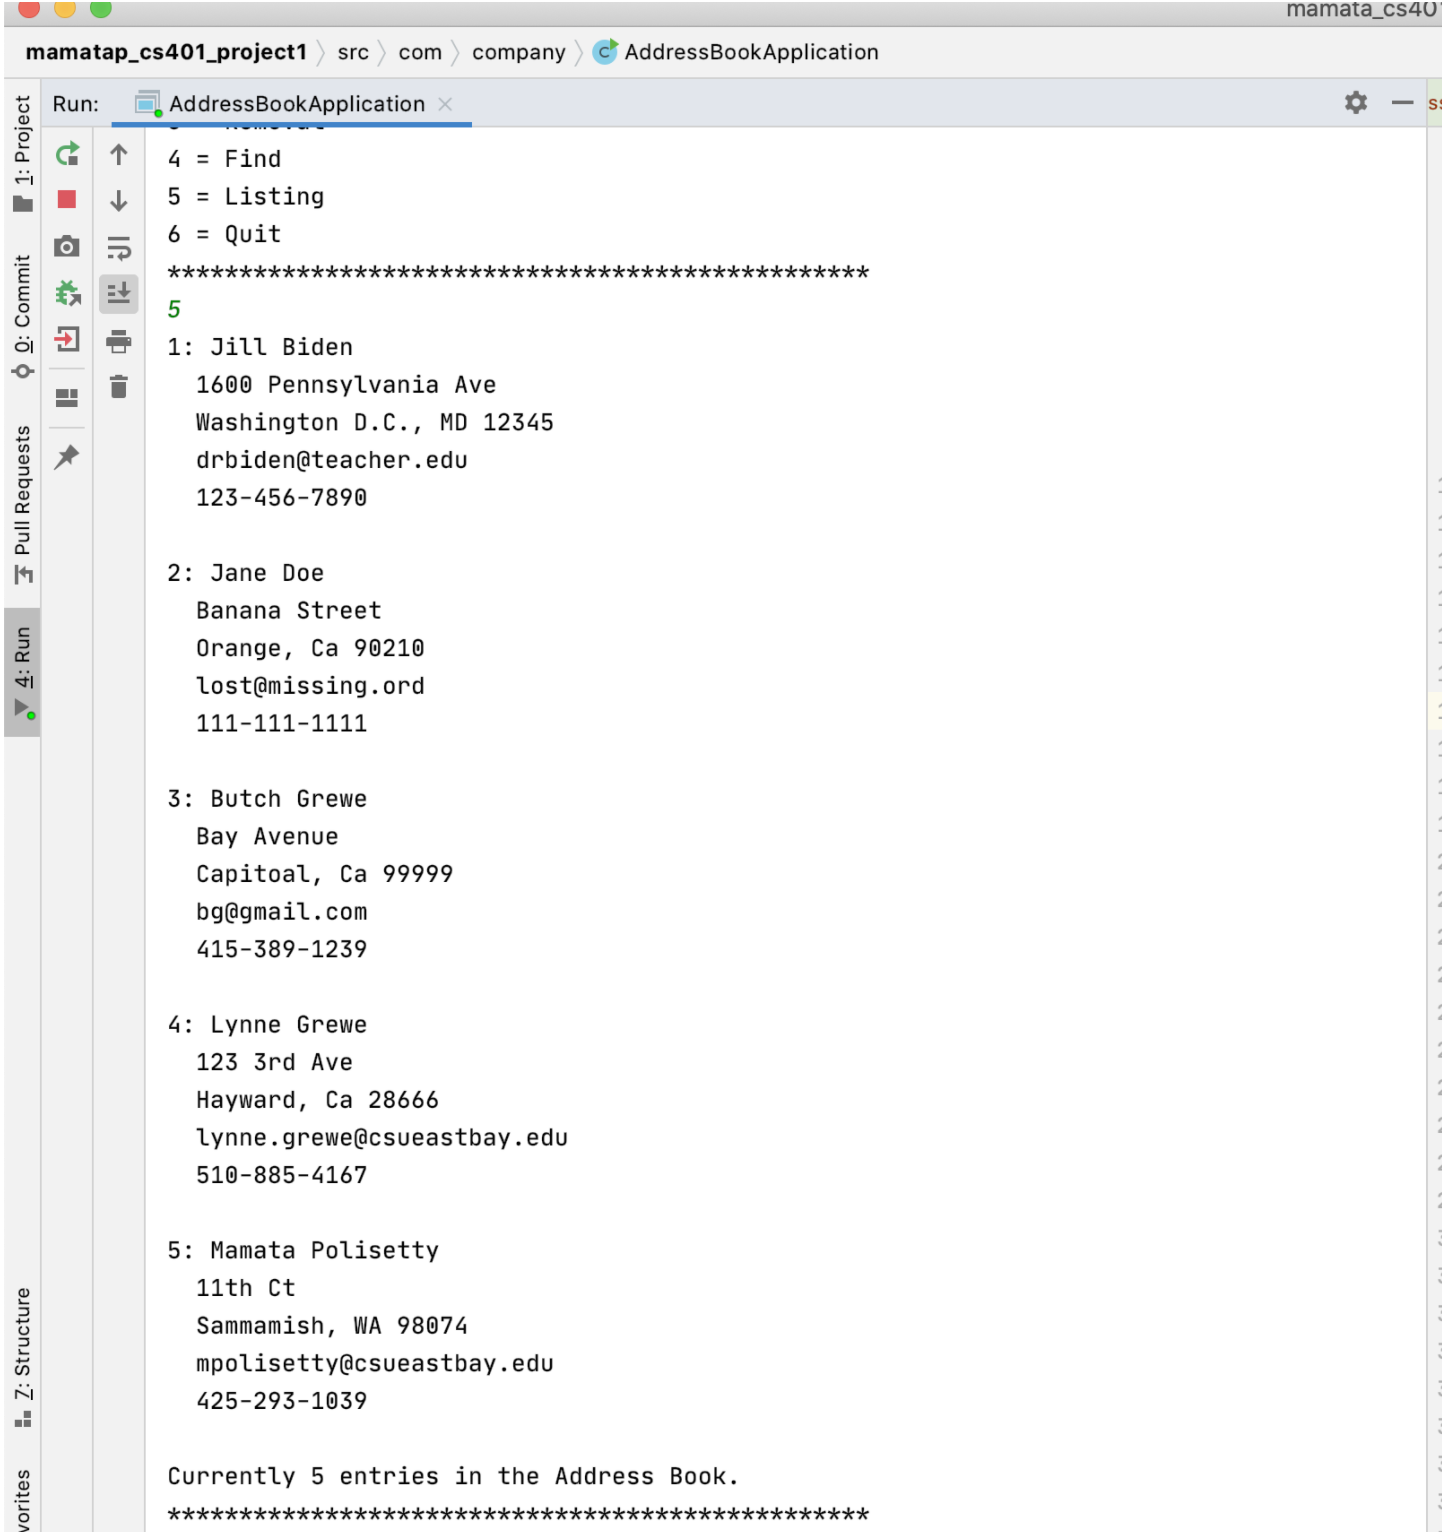 mamata_cs401
mamatap_cs401_project1 src com company AddressBookApplication
Run: AddressBookApplication
1: Project
0: Commit
Pull Requests
4: Run
Z: Structure
4 = Find
5 = Listing
6 = Quit
*************************************************
5
1: Jill Biden
1600 Pennsylvania Ave
Washington D.C., MD 12345
drbiden@teacher.edu
123-456-7890
2: Jane Doe
Banana Street
Orange, Ca 90210
lost@missing.ord
111-111-1111
3: Butch Grewe
Bay Avenue
Capitoal, Ca 99999
bg@gmail.com
415-389-1239
4: Lynne Grewe
123 3rd Ave
Hayward, Ca 28666
lynne.grewe@csueastbay.edu
510-885-4167
5: Mamata Polisetty
11th Ct
Sammamish, WA 98074
mpolisetty@csueastbay.edu
425-293-1039
Currently 5 entries in the Address Book.
*************************************************